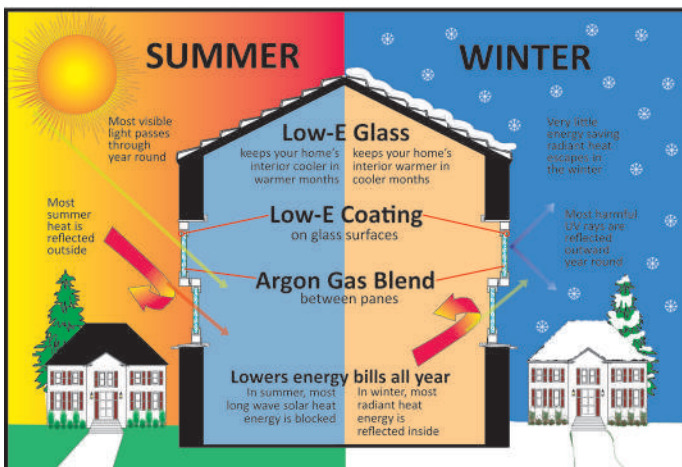 SUMMER
WINTER
Most visible
light passes
through
year round
Low-E Glass
keeps your home's
interior cooler in
warmer months
keeps your home's
interior warmer in
cooler months
Very little
energy saving
radiant heat
escapes in
the winter
Most
summer
heat is
reflected
outside
Low-E Coating
on glass surfaces
Most harmful
UV rays are
reflected
outward
year round
Argon Gas Blend
between panes
Lowers energy bills all year
In summer, most
long wave solar heat
energy is blocked
In winter, most
radiant heat
energy is
reflected inside